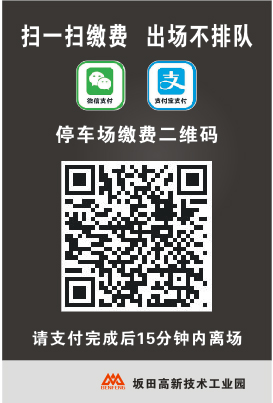 扫一扫缴费 出场不排队
微信支付 支付宝支付
停车场缴费二维码
请支付完成后15分钟内离场
坂田高新技术工业园